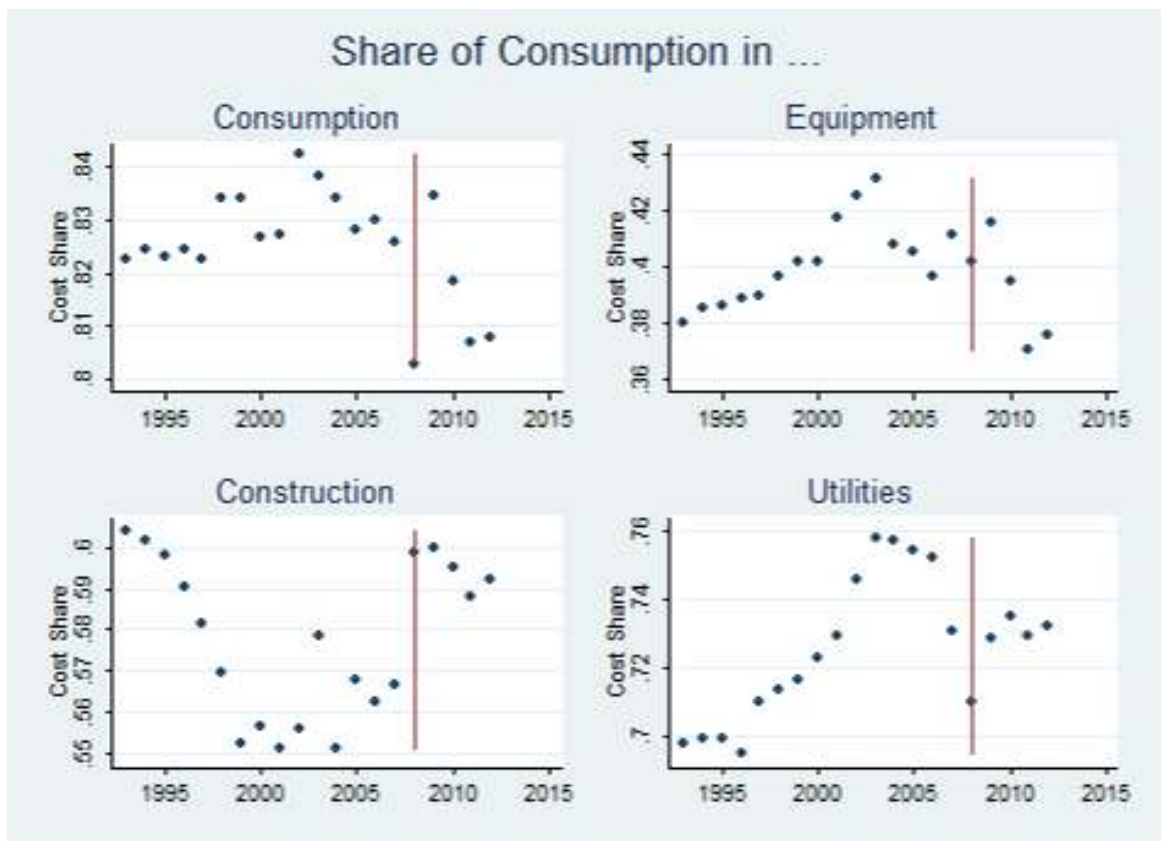 Share of Consumption in ...
Consumption
Cost Share
.8 .81 .82 .83 .84
1995 2000 2005 2010 2015
Equipment
Cost Share
.36 .38 .4 .42 .44
1995 2000 2005 2010 2015
Construction
Cost Share
.55 .56 .57 .58 .59 .6
1995 2000 2005 2010 2015
Utilities
Cost Share
.7 .72 .74 .76
1995 2000 2005 2010 2015